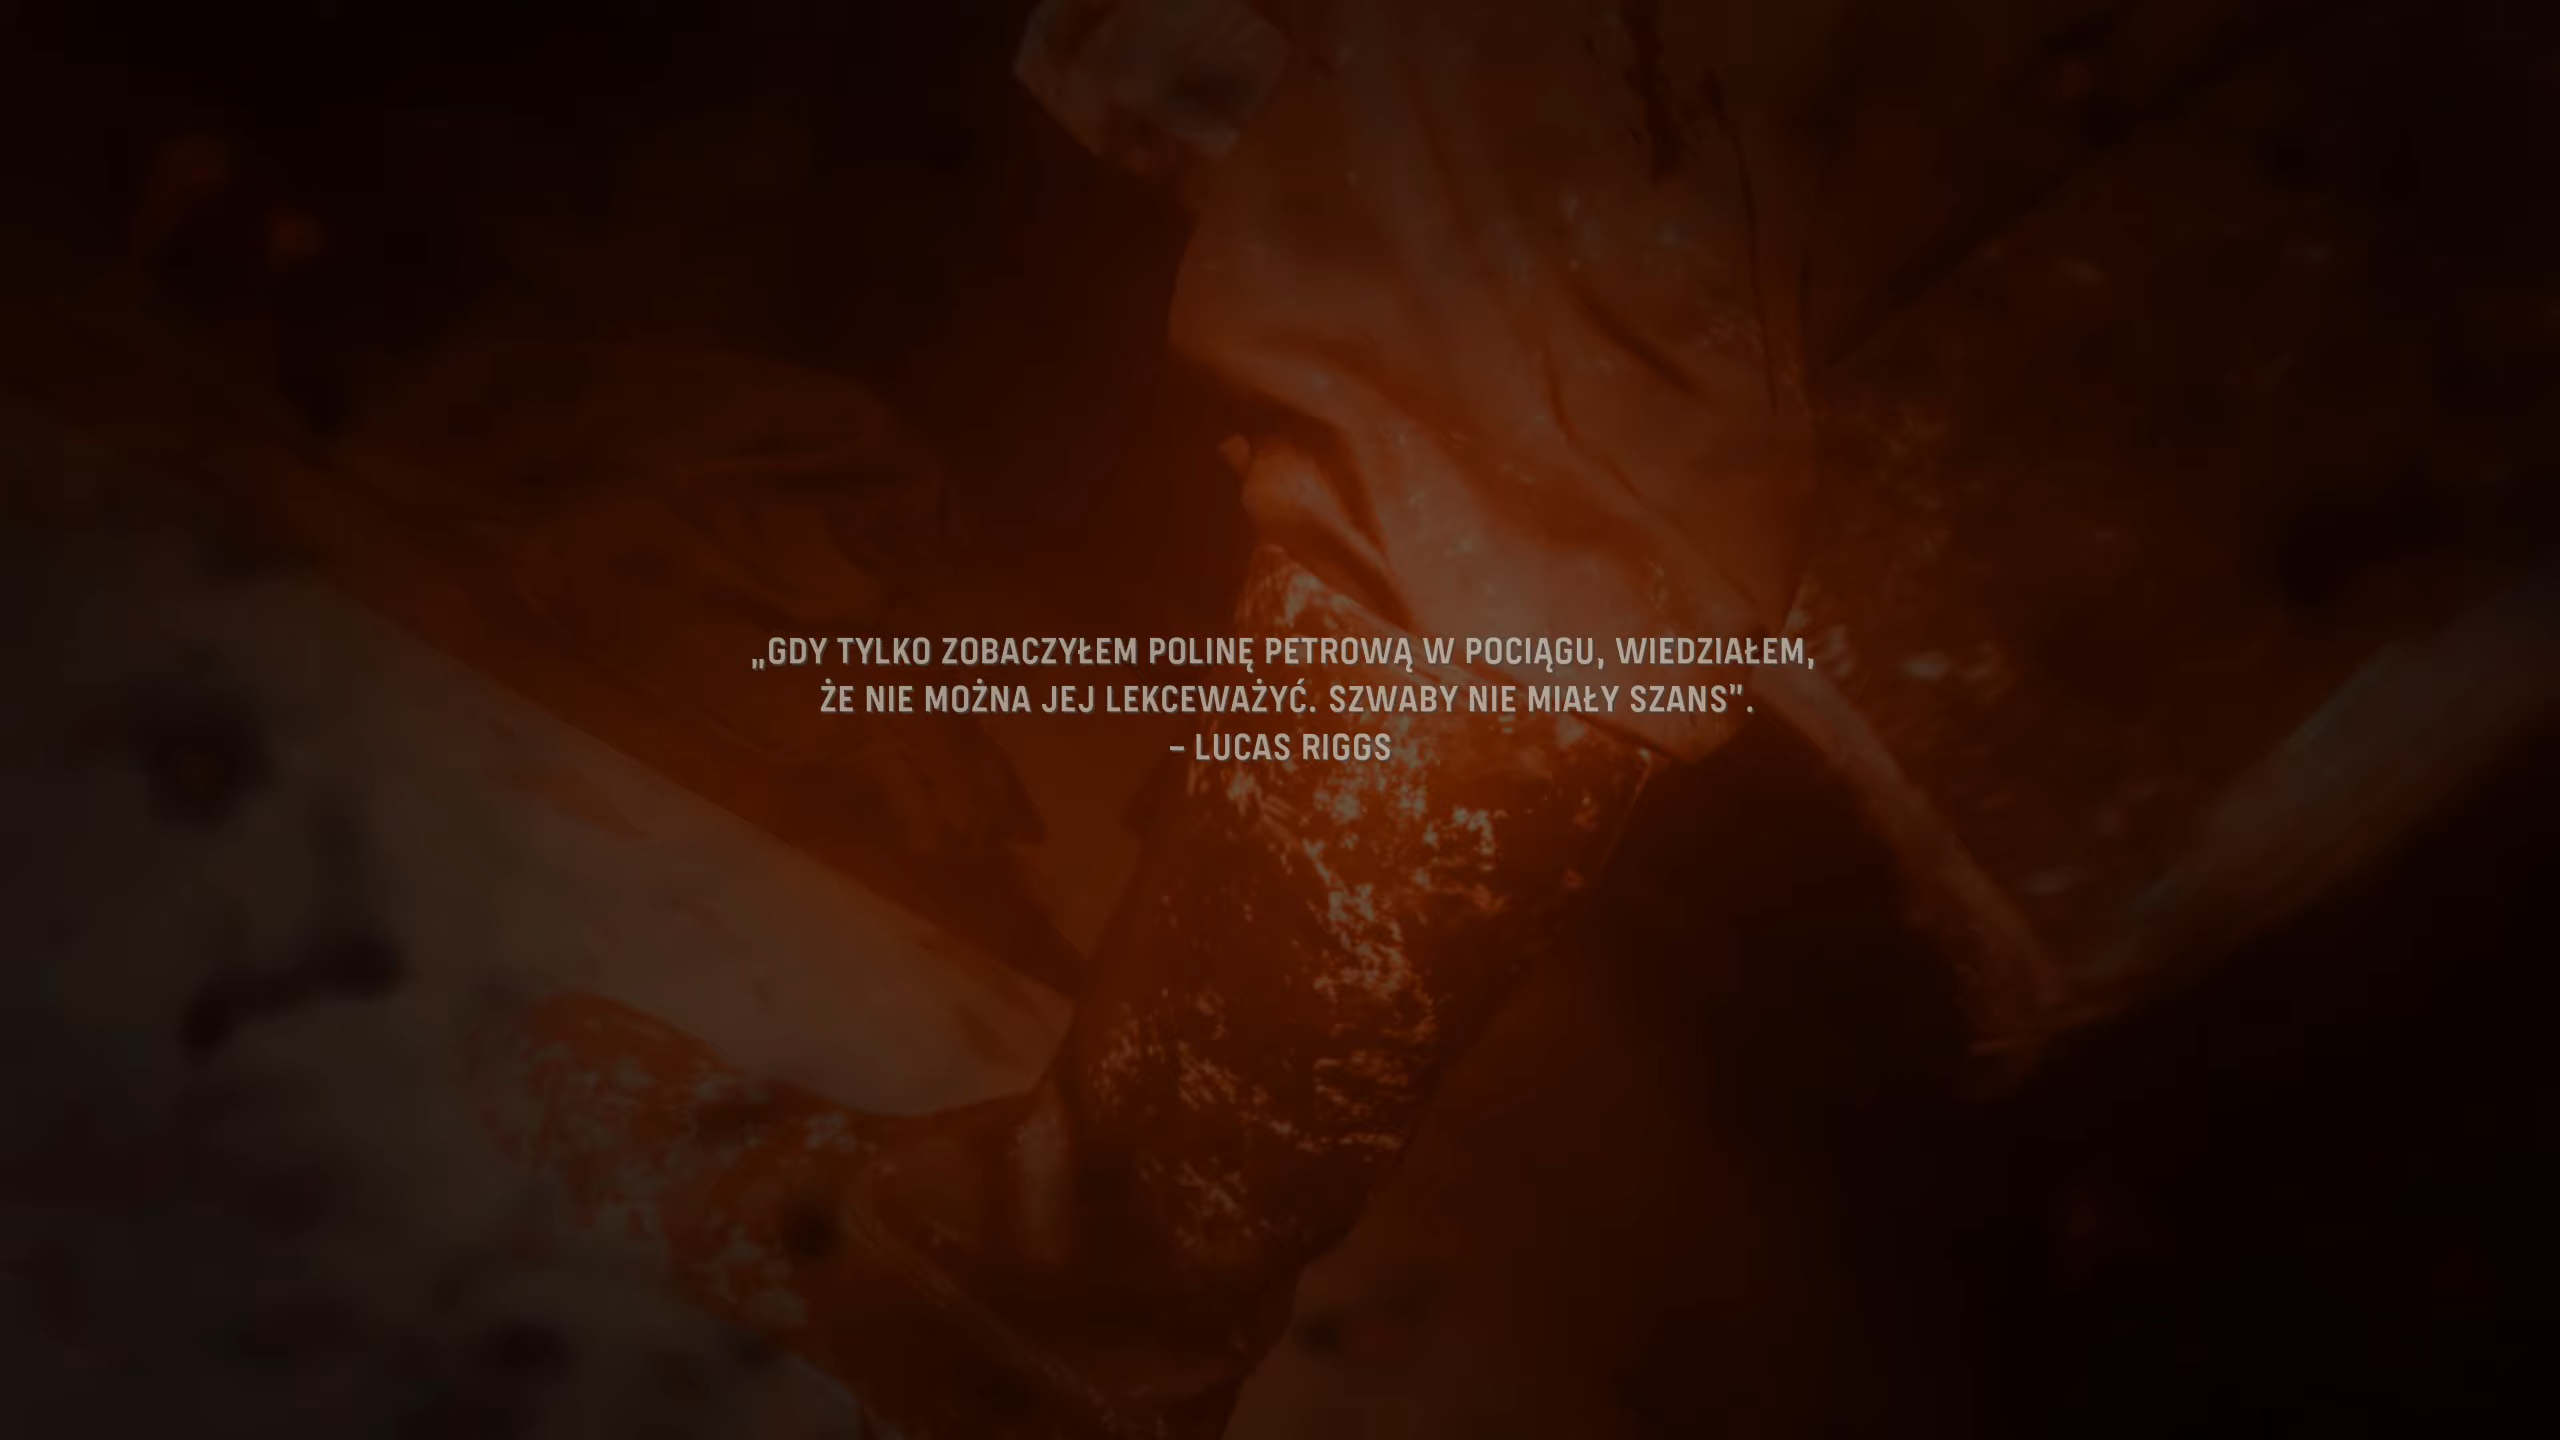 „GDY TYLKO ZOBACZYŁEM POLINĘ PETROWĄ W POCIĄGU, WIEDZIAŁEM,
ŻE NIE MOŻNA JEJ LEKCEWAŻYĆ. SZWABY NIE MIAŁY SZANS”.
– LUCAS RIGGS